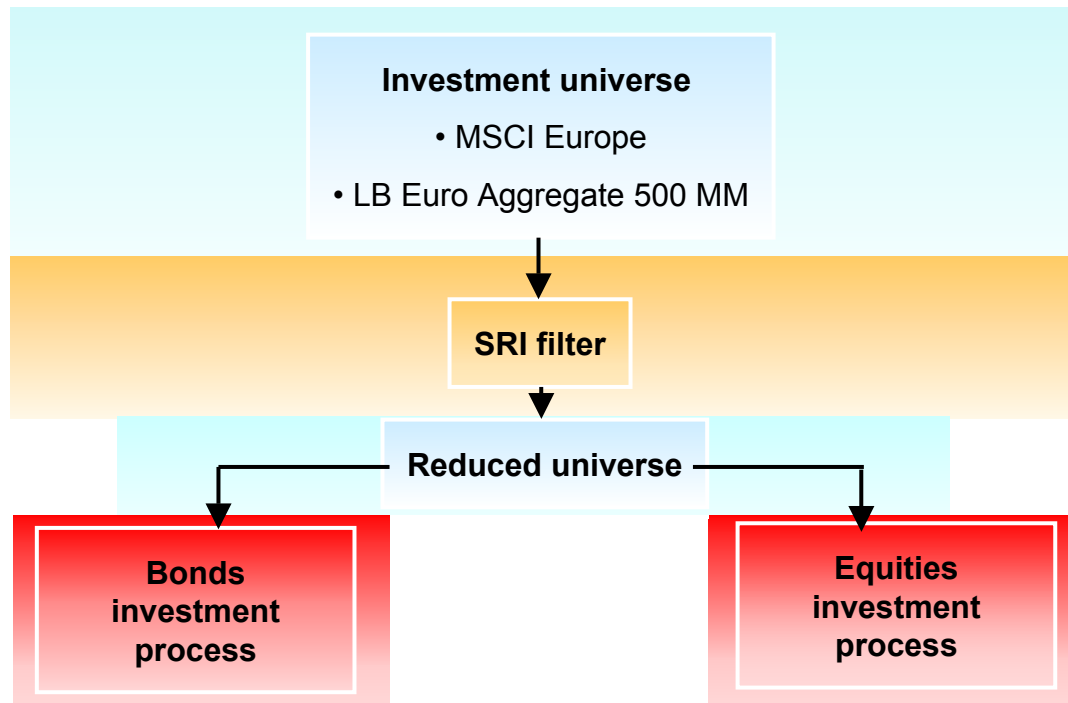 Investment universe
• MSCI Europe
• LB Euro Aggregate 500 MM
SRI filter
Reduced universe
Bonds
investment
process
Equities
investment
process